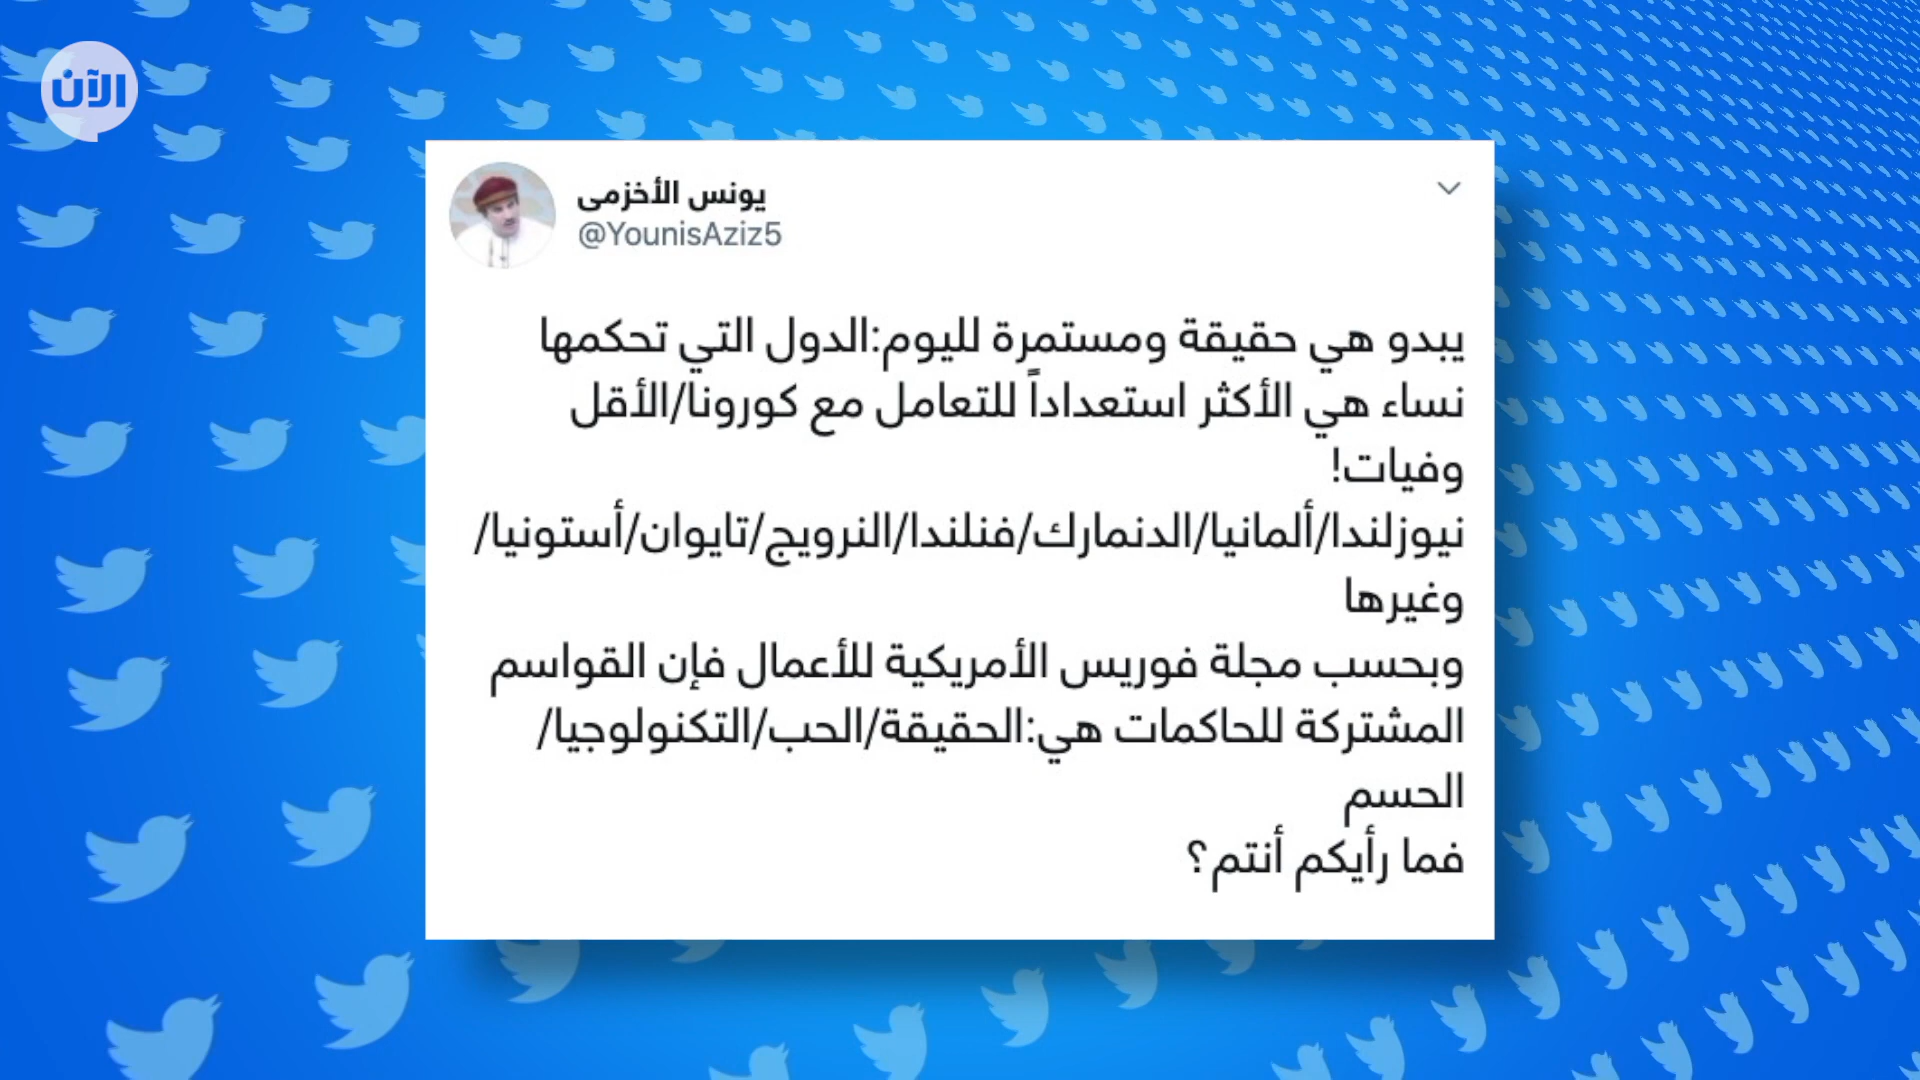 الآن
يونس الأخزمى
@YounisAziz5
يبدو هي حقيقة ومستمرة لليوم:الدول التي تحكمها
نساء هي الأكثر استعداداً للتعامل مع كورونا/الأقل
وفيات!
نيوزلندا/ألمانيا/الدنمارك/فنلندا/النرويج/تايوان/أستونيا/
وغيرها
وبحسب مجلة فوريس الأمريكية للأعمال فإن القواسم
المشتركة للحاكمات هي:الحقيقة/الحب/التكنولوجيا/
الحسم
فما رأيكم أنتم؟